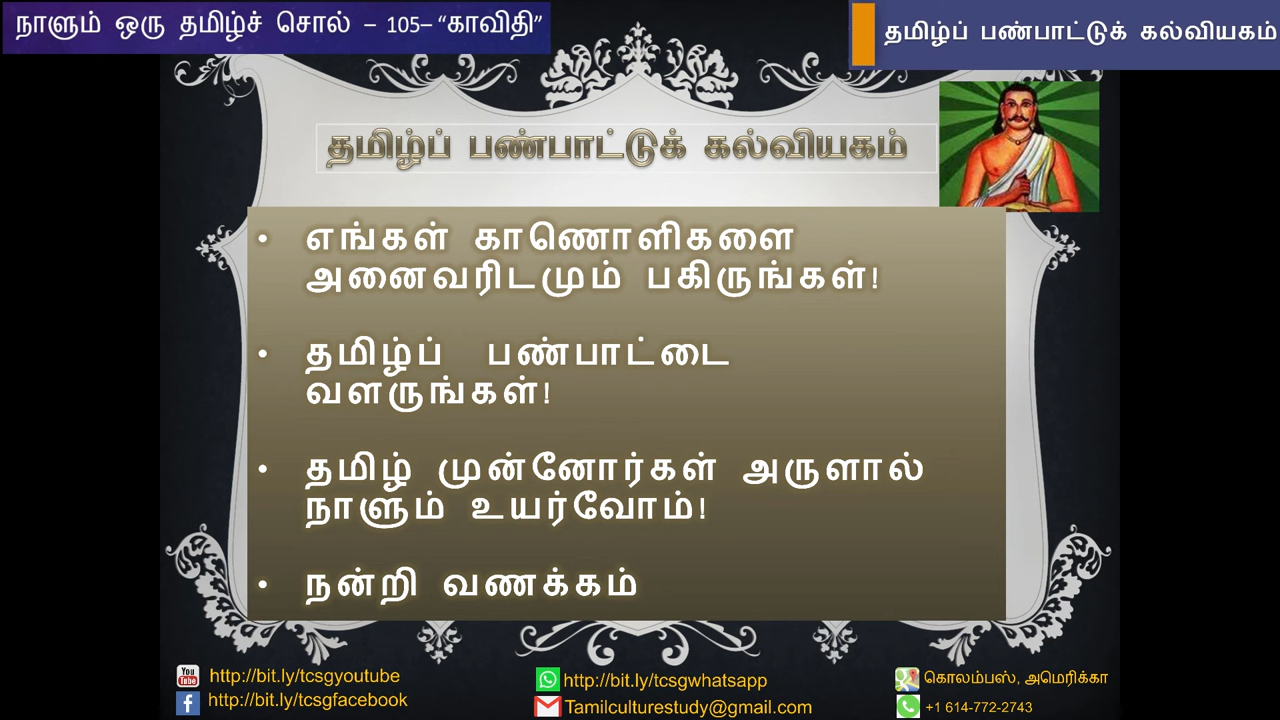 நாளும் ஒரு தமிழ்ச் சொல் – 105– “காவிதி”
தமிழ்ப் பண்பாட்டுக் கல்வியகம்
தமிழ்ப் பண்பாட்டுக் கல்வியகம்
• எங்கள் காணொளிகளை
அனைவரிடமும் பகிருங்கள்!
• தமிழ்ப் பண்பாட்டை
வளருங்கள்!
• தமிழ் முன்னோர்கள் அருளால்
நாளும் உயர்வோம்!
• நன்றி வணக்கம்
You Tube http://bit.ly/tcsgyoutube
http://bit.ly/tcsgfacebook
http://bit.ly/tcsgwhatsapp
Tamilculturestudy@gmail.com
கொலம்பஸ், அமெரிக்கா
+1 614-772-2743